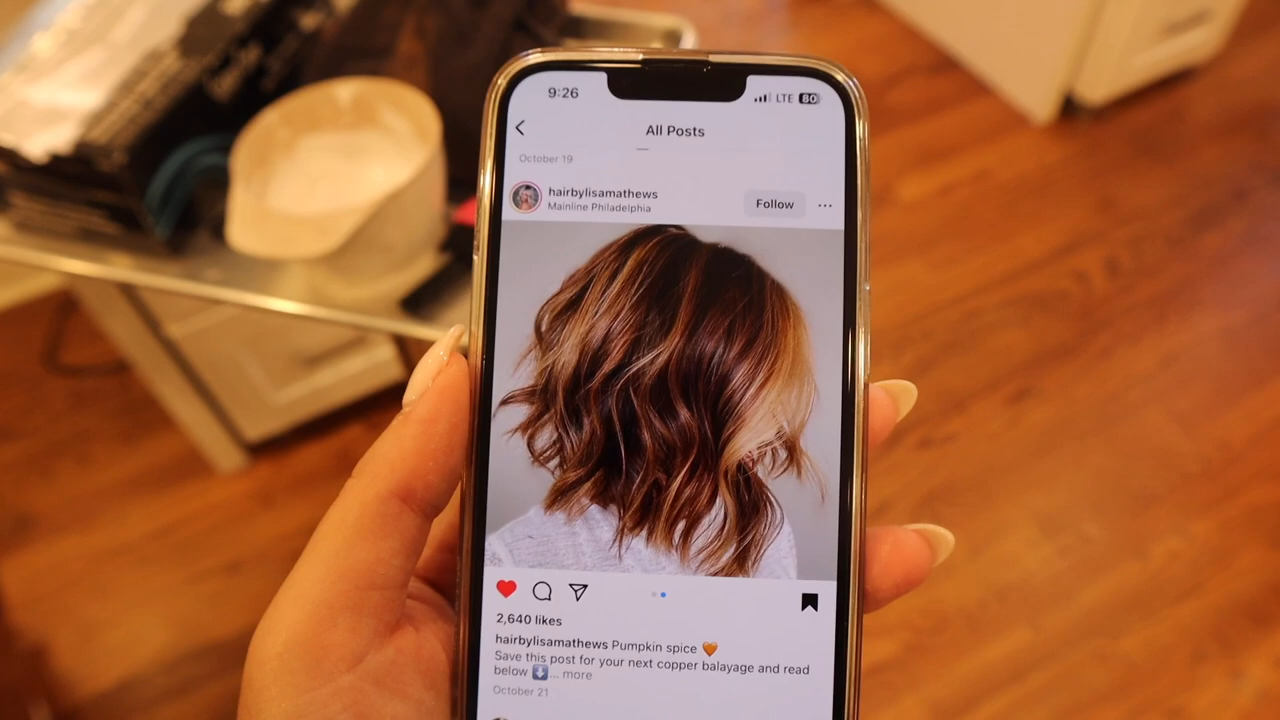 9:26 LTE 80
All Posts
October 19
hairbylisamathews
Mainline Philadelphia
Follow
2,640 likes
hairbylisamathews Pumpkin spice 🧡
Save this post for your next copper balayage and read
below ⬇️... more
October 21